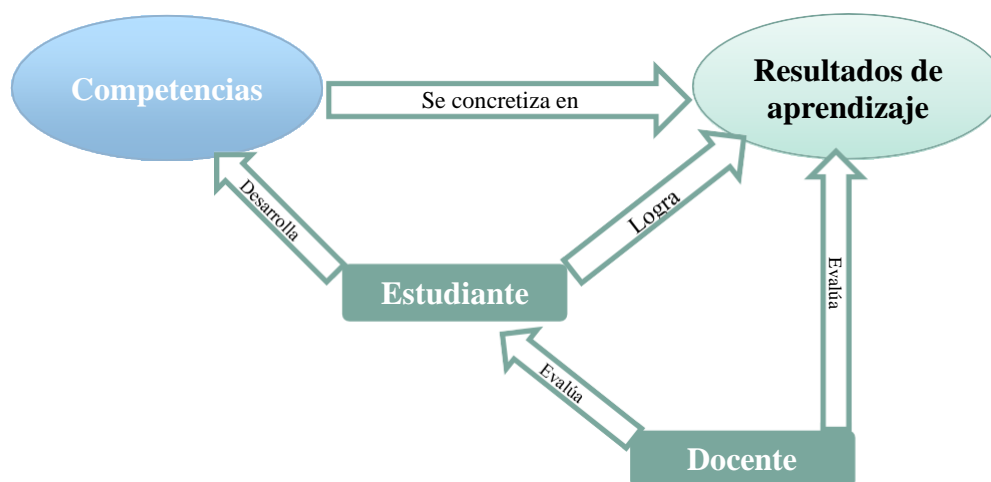 Competencias
Se concretiza en
Resultados de
aprendizaje
Desarrolla
Logra
Estudiante
Evalúa
Evalúa
Docente